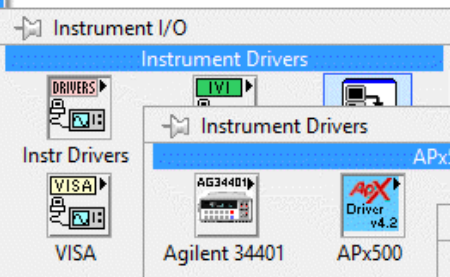 Instrument I/O
Instrument Drivers
DRIVERS
IVI
Instr Drivers
Instrument Drivers
APx5
VISA
AG34401
APX
Driver
v4.2
VISA
Agilent 34401
APx500